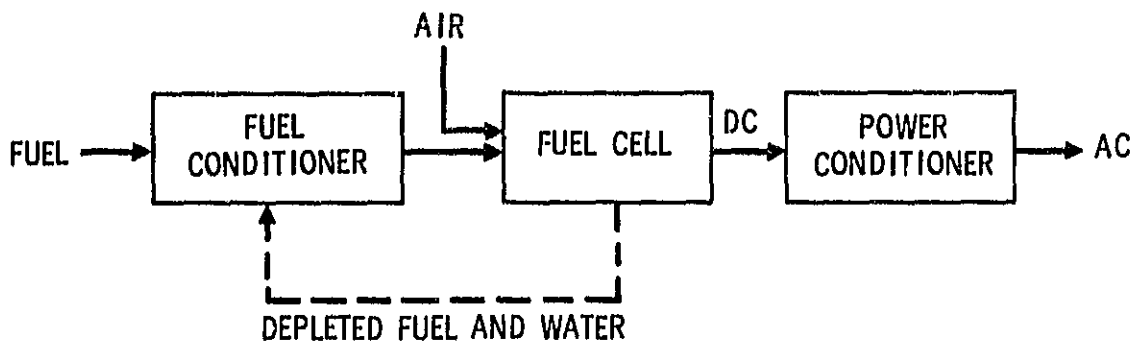 AIR
FUEL
FUEL
CONDITIONER
FUEL CELL
DC
POWER
CONDITIONER
AC
DEPLETED FUEL AND WATER